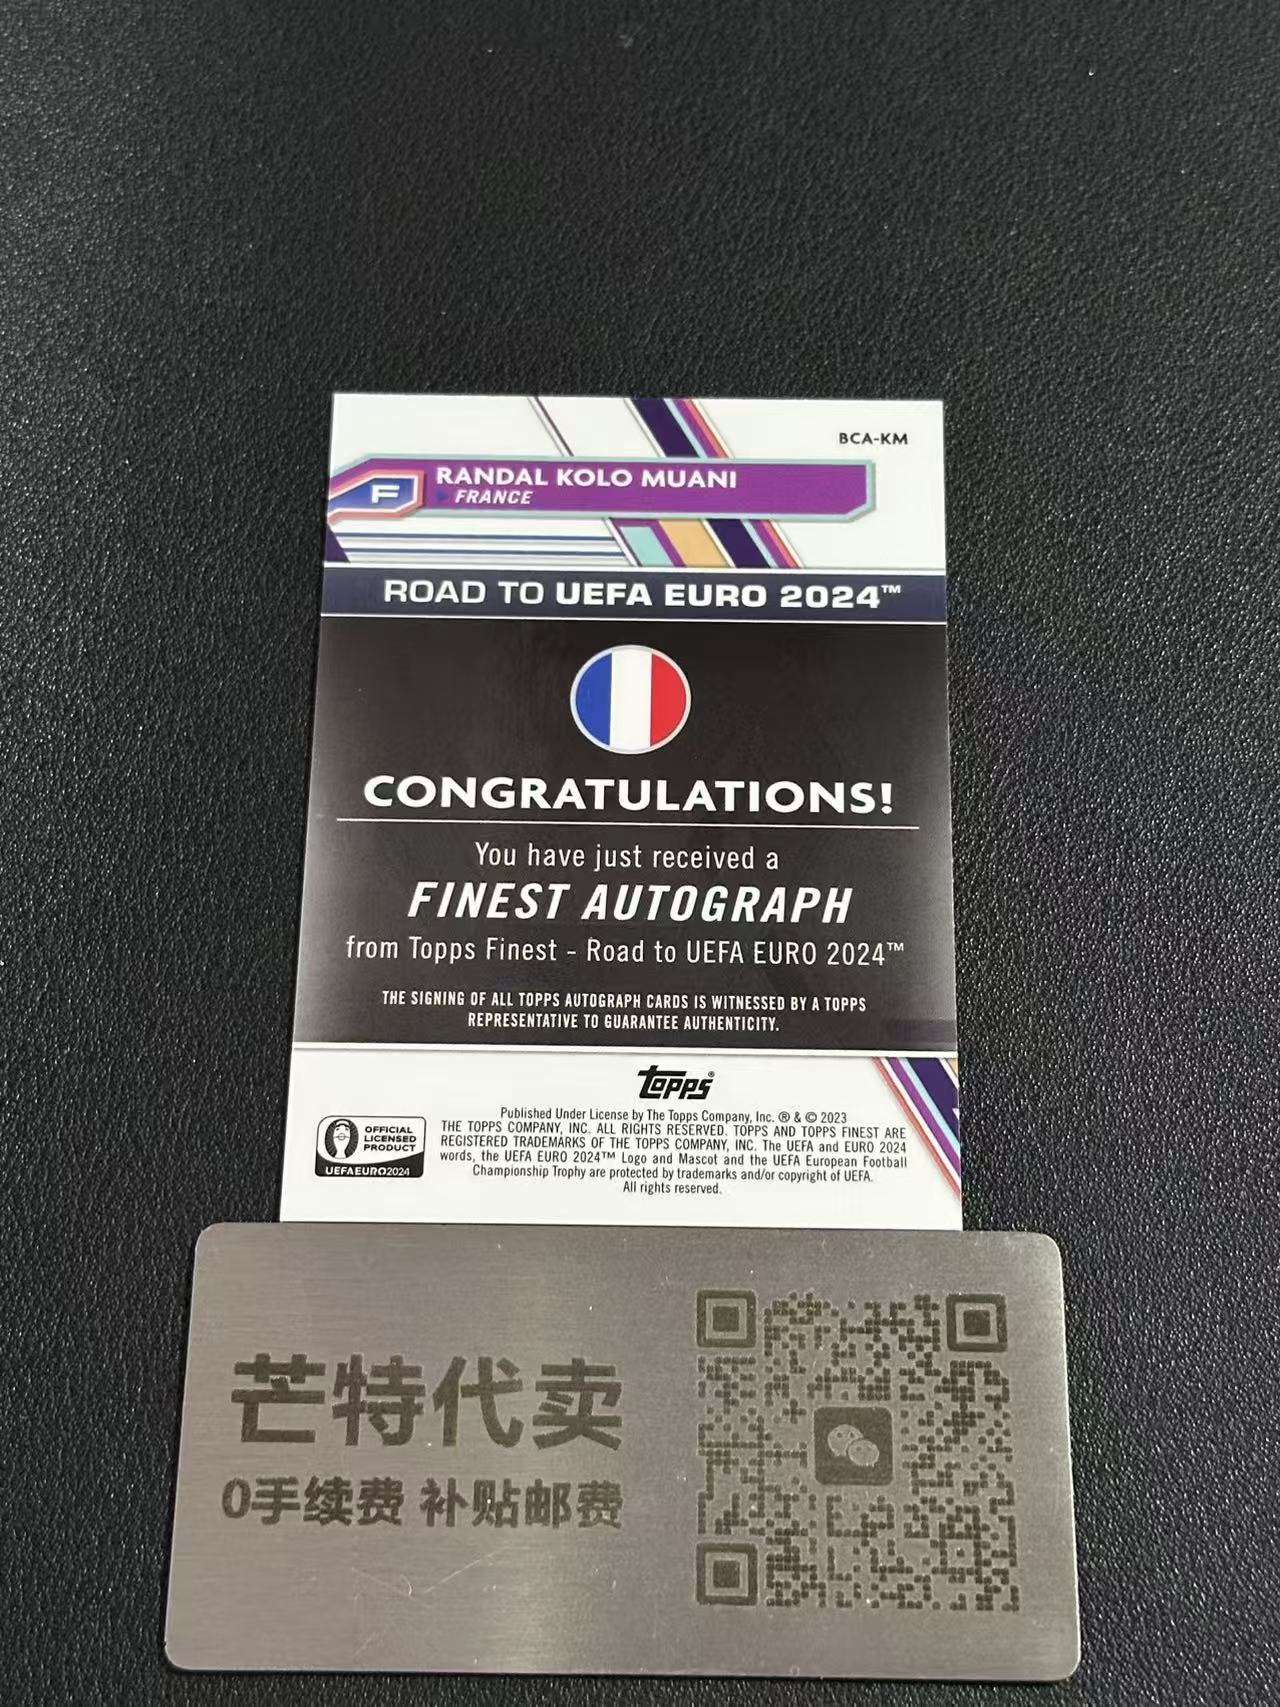 BCA-KM
RANDAL KOLO MUANI
F
FRANCE
ROAD TO UEFA EURO 2024™
CONGRATULATIONS!
You have just received a
FINEST AUTOGRAPH
from Topps Finest - Road to UEFA EURO 2024™
THE SIGNING OF ALL TOPPS AUTOGRAPH CARDS IS WITNESSED BY A TOPPS
REPRESENTATIVE TO GUARANTEE AUTHENTICITY.
topps®
Published Under License by The Topps Company, Inc. ® & © 2023
THE TOPPS COMPANY, INC. ALL RIGHTS RESERVED. TOPPS AND TOPPS FINEST ARE
REGISTERED TRADEMARKS OF THE TOPPS COMPANY, INC. The UEFA and EURO 2024
words, the UEFA EURO 2024™ Logo and Mascot and the UEFA European Football
Championship Trophy are protected by trademarks and/or copyright of UEFA.
All rights reserved.
OFFICIAL
LICENSED
PRODUCT
UEFAEURO2024
芒特代卖
0手续费 补贴邮费